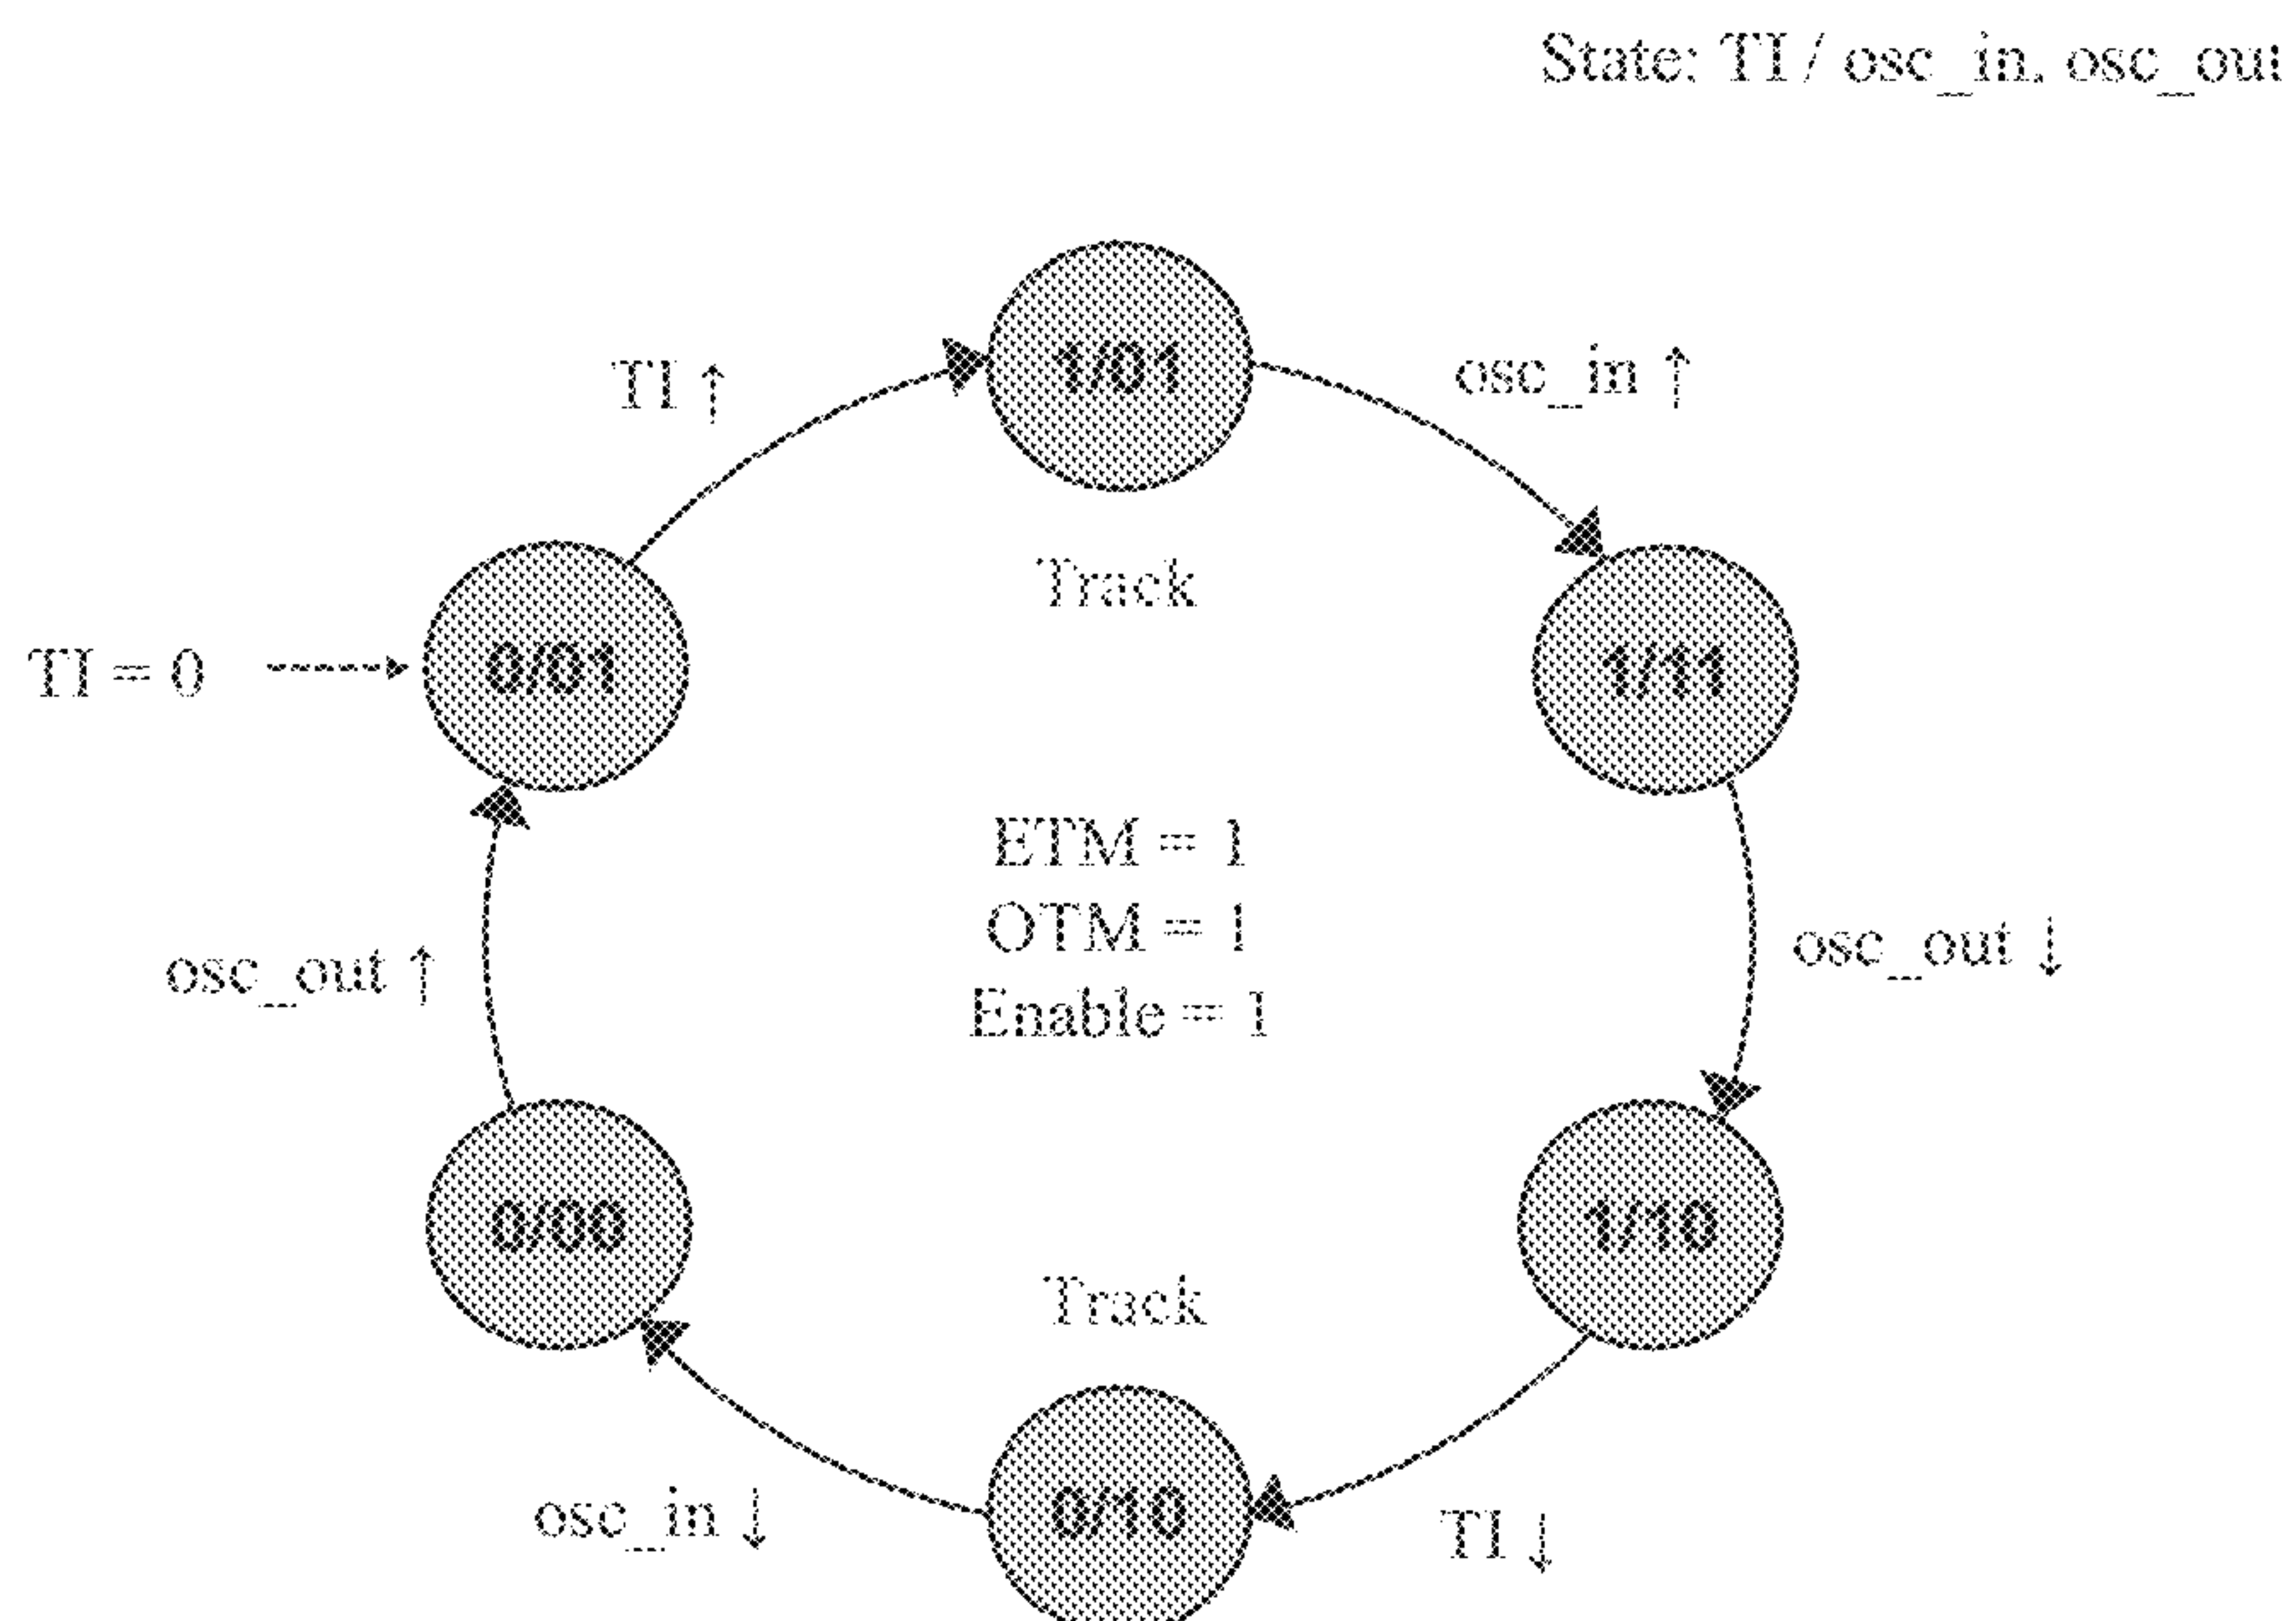 State: TI / osc_in, osc_out
1/01
TI ↑
osc_in ↑
Track
0/01
1/11
TI = 0
ETM = 1
OTM = 1
Enable = 1
osc_out ↑
osc_out ↓
0/00
1/10
Track
0/10
osc_in ↓
TI ↓